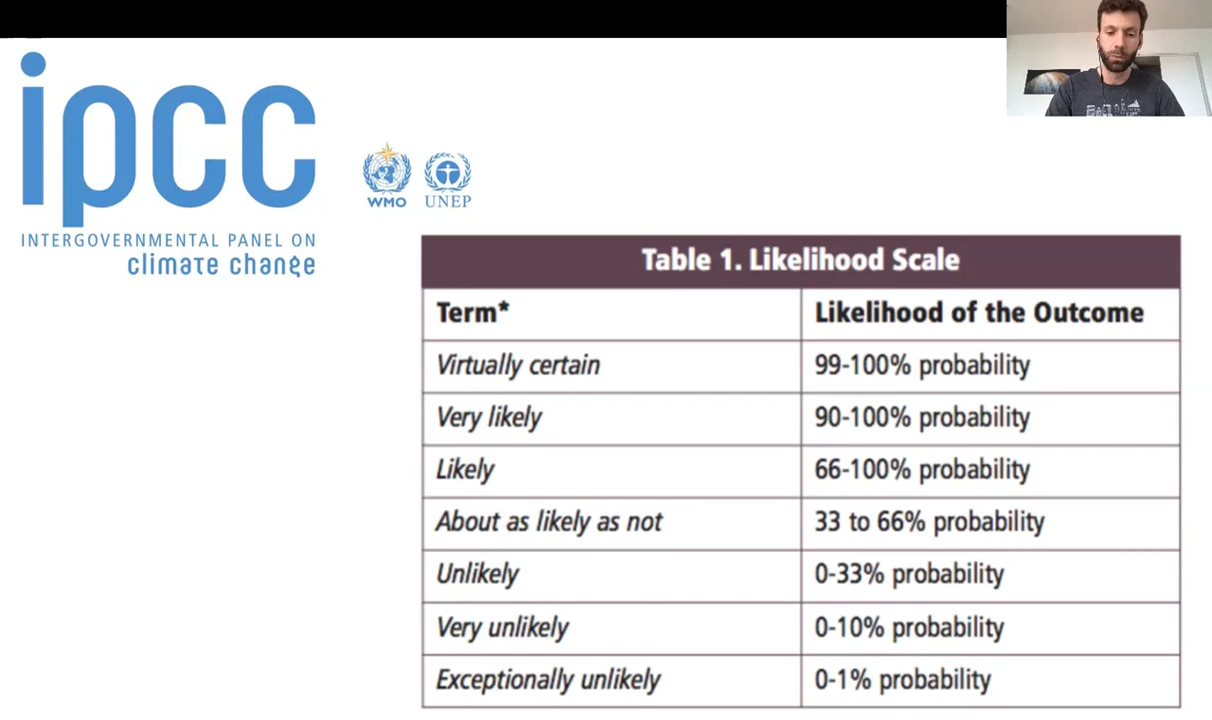 ipcc
INTERGOVERNMENTAL PANEL ON
climate change
WMO
UNEP
Table 1. Likelihood Scale
Term* Likelihood of the Outcome
Virtually certain 99-100% probability
Very likely 90-100% probability
Likely 66-100% probability
About as likely as not 33 to 66% probability
Unlikely 0-33% probability
Very unlikely 0-10% probability
Exceptionally unlikely 0-1% probability